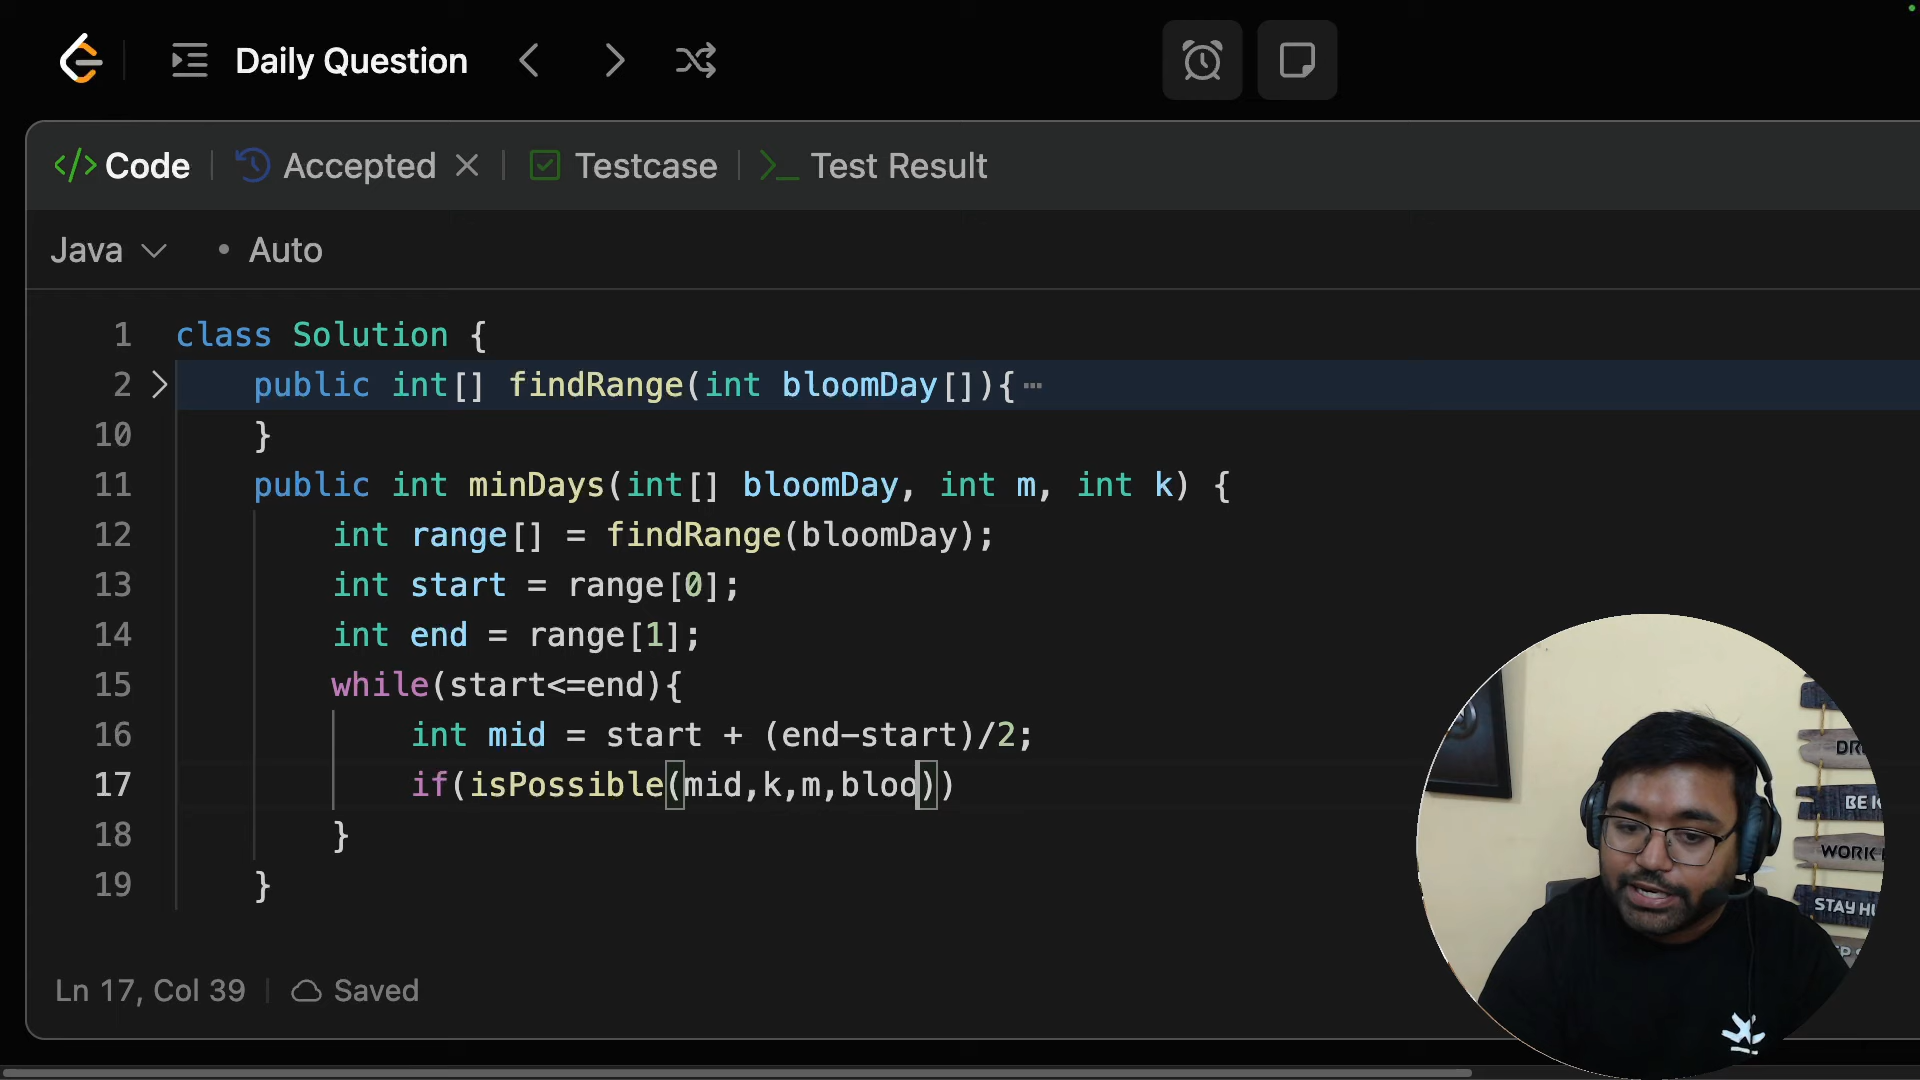 Daily Question
Code
Accepted
Testcase
Test Result
Java
Auto
1 class Solution {
2 public int[] findRange(int bloomDay[]){···
10 }
11 public int minDays(int[] bloomDay, int m, int k) {
12 int range[] = findRange(bloomDay);
13 int start = range[0];
14 int end = range[1];
15 while(start<=end){
16 int mid = start + (end-start)/2;
17 if(isPossible(mid,k,m,bloo))
18 }
19 }
Ln 17, Col 39
Saved
BE
WORK
STAY